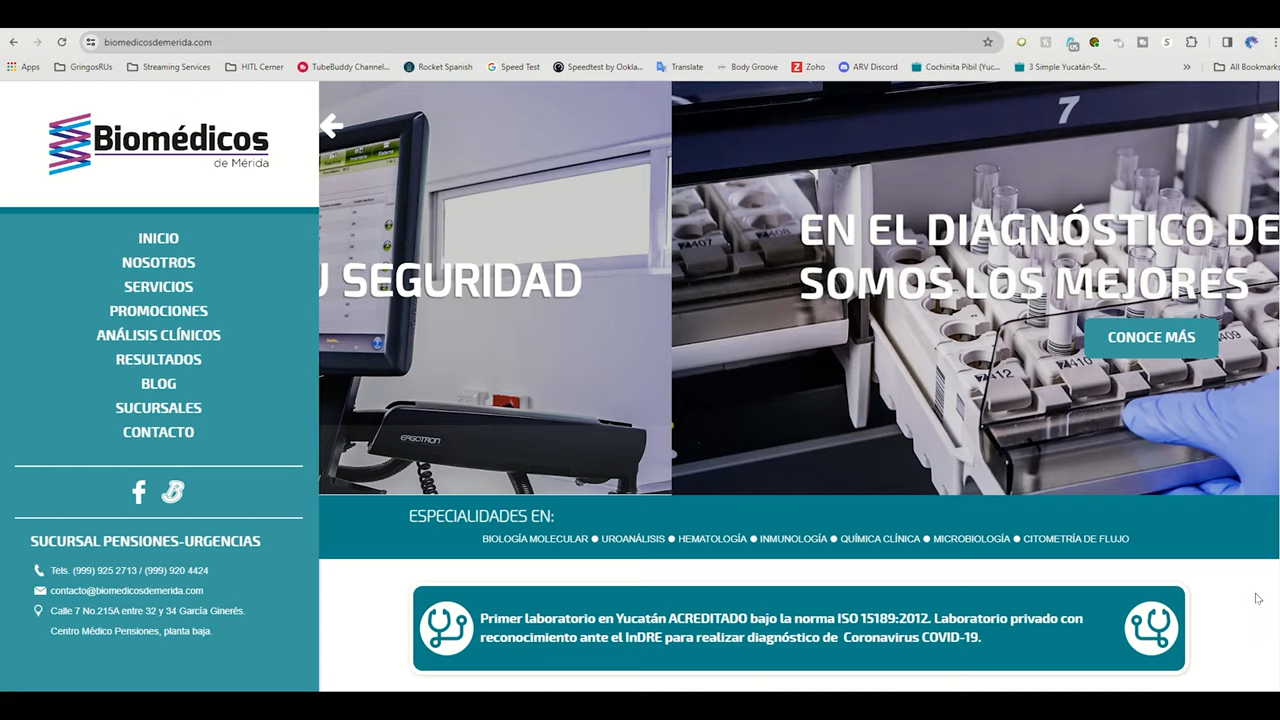 biomedicosdemerida.com
Apps
GringosRUs
Streaming Services
HITL Cerner
TubeBuddy Channel...
Rocket Spanish
Speed Test
Speedtest by Ookla...
Translate
Body Groove
Zoho
ARV Discord
Cochinita Pibil (Yuc...
3 Simple Yucatán-St...
»
All Bookmarks
Biomédicos
de Mérida
INICIO
NOSOTROS
SERVICIOS
PROMOCIONES
ANÁLISIS CLÍNICOS
RESULTADOS
BLOG
SUCURSALES
CONTACTO
SUCURSAL PENSIONES-URGENCIAS
Tels. (999) 925 2713 / (999) 920 4424
contacto@biomedicosdemerida.com
Calle 7 No.215A entre 32 y 34 García Ginerés.
Centro Médico Pensiones, planta baja.
U SEGURIDAD
ERGOTRON
7
407
408
EN EL DIAGNÓSTICO DE
SOMOS LOS MEJORES
CONOCE MÁS
409
410
412
ESPECIALIDADES EN:
BIOLOGÍA MOLECULAR ● UROANÁLISIS ● HEMATOLOGÍA ● INMUNOLOGÍA ● QUÍMICA CLÍNICA ● MICROBIOLOGÍA ● CITOMETRÍA DE FLUJO
Primer laboratorio en Yucatán ACREDITADO bajo la norma ISO 15189:2012. Laboratorio privado con
reconocimiento ante el InDRE para realizar diagnóstico de Coronavirus COVID-19.